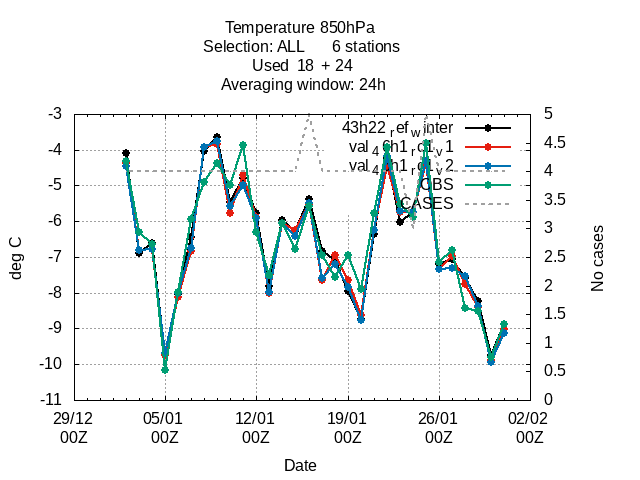 Temperature 850hPa
Selection: ALL 6 stations
Used 18 + 24
Averaging window: 24h
-3
-4
-5
-6
-7
-8
-9
-10
-11
deg C
5
4.5
4
3.5
3
2.5
2
1.5
1
0.5
0
No cases
43h22_ref_winter
OBS
CASES
29/12 05/01 12/01 19/01 26/01 02/02
00Z 00Z 00Z 00Z 00Z 00Z
Date